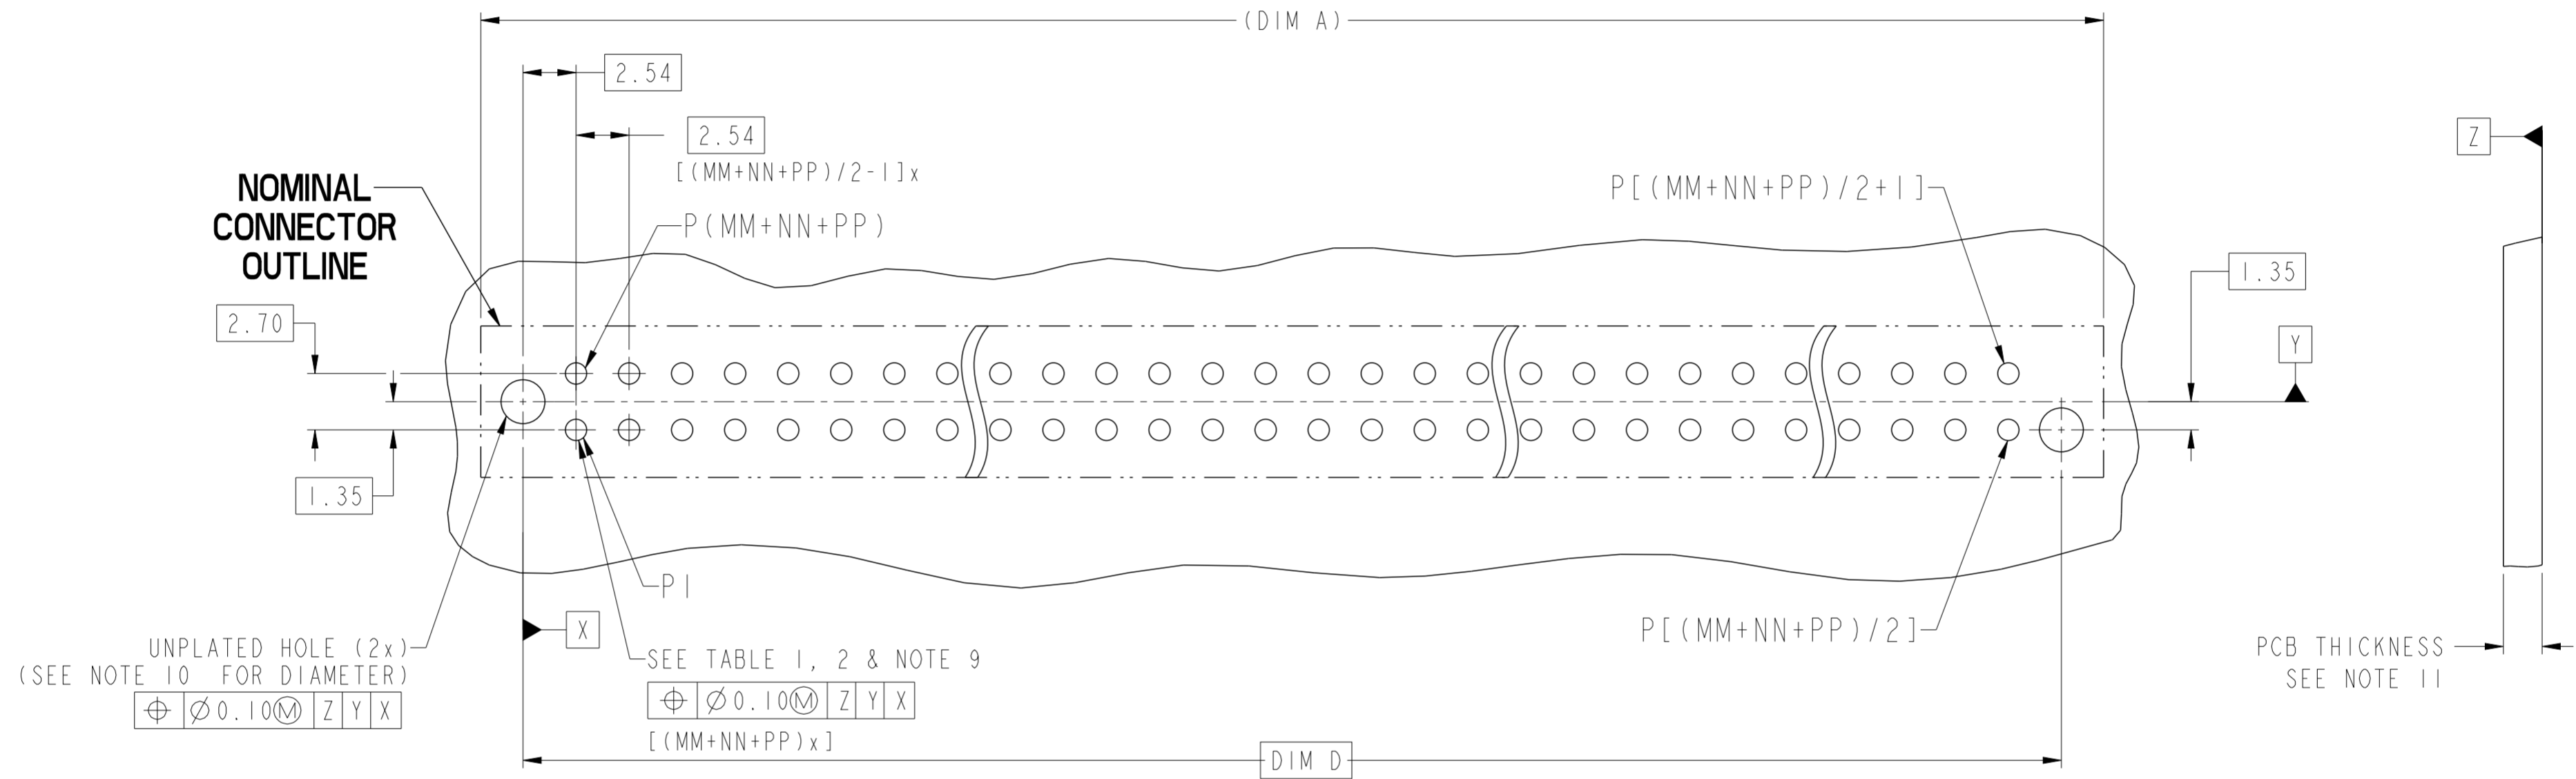 (DIM A)
2.54
2.54
[(MM+NN+PP)/2-1]x
Z
NOMINAL
CONNECTOR
OUTLINE
P[(MM+NN+PP)/2+1]
P(MM+NN+PP)
1.35
2.70
Y
1.35
P1
X
P[(MM+NN+PP)/2]
UNPLATED HOLE (2x)
(SEE NOTE 10 FOR DIAMETER)
⌖ Ø0.10Ⓜ Z Y X
SEE TABLE 1, 2 & NOTE 9
⌖ Ø0.10Ⓜ Z Y X
[(MM+NN+PP)x]
PCB THICKNESS
SEE NOTE 11
DIM D